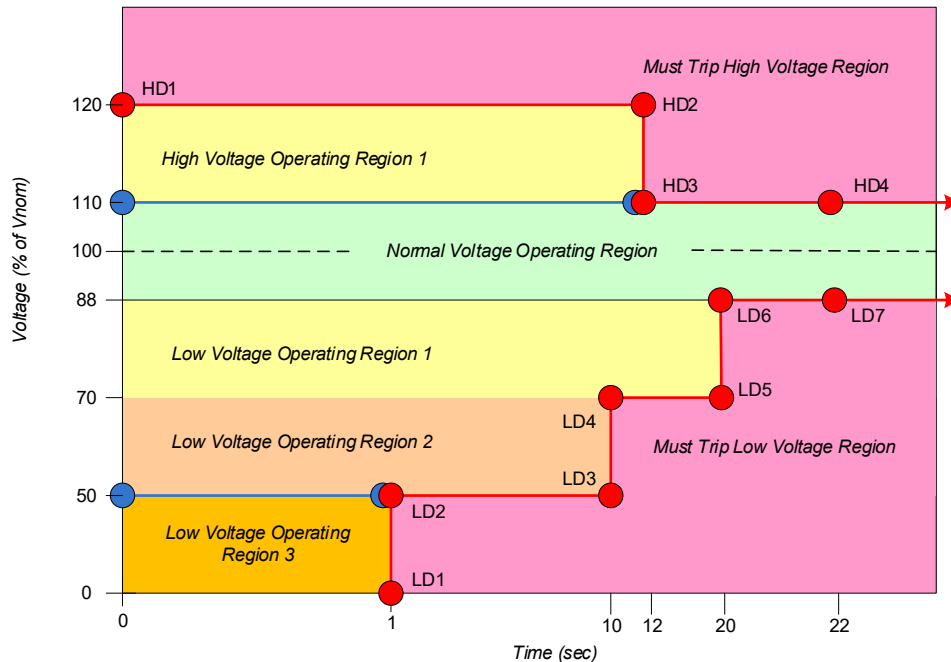 Must Trip High Voltage Region
HD1
120
HD2
High Voltage Operating Region 1
HD3
HD4
110
Normal Voltage Operating Region
100
88
LD6
LD7
Low Voltage Operating Region 1
70
LD5
LD4
Low Voltage Operating Region 2
Must Trip Low Voltage Region
LD3
50
LD2
Low Voltage Operating
Region 3
LD1
0
0
1
10
12
20
22
Time (sec)
Voltage (% of Vnom)